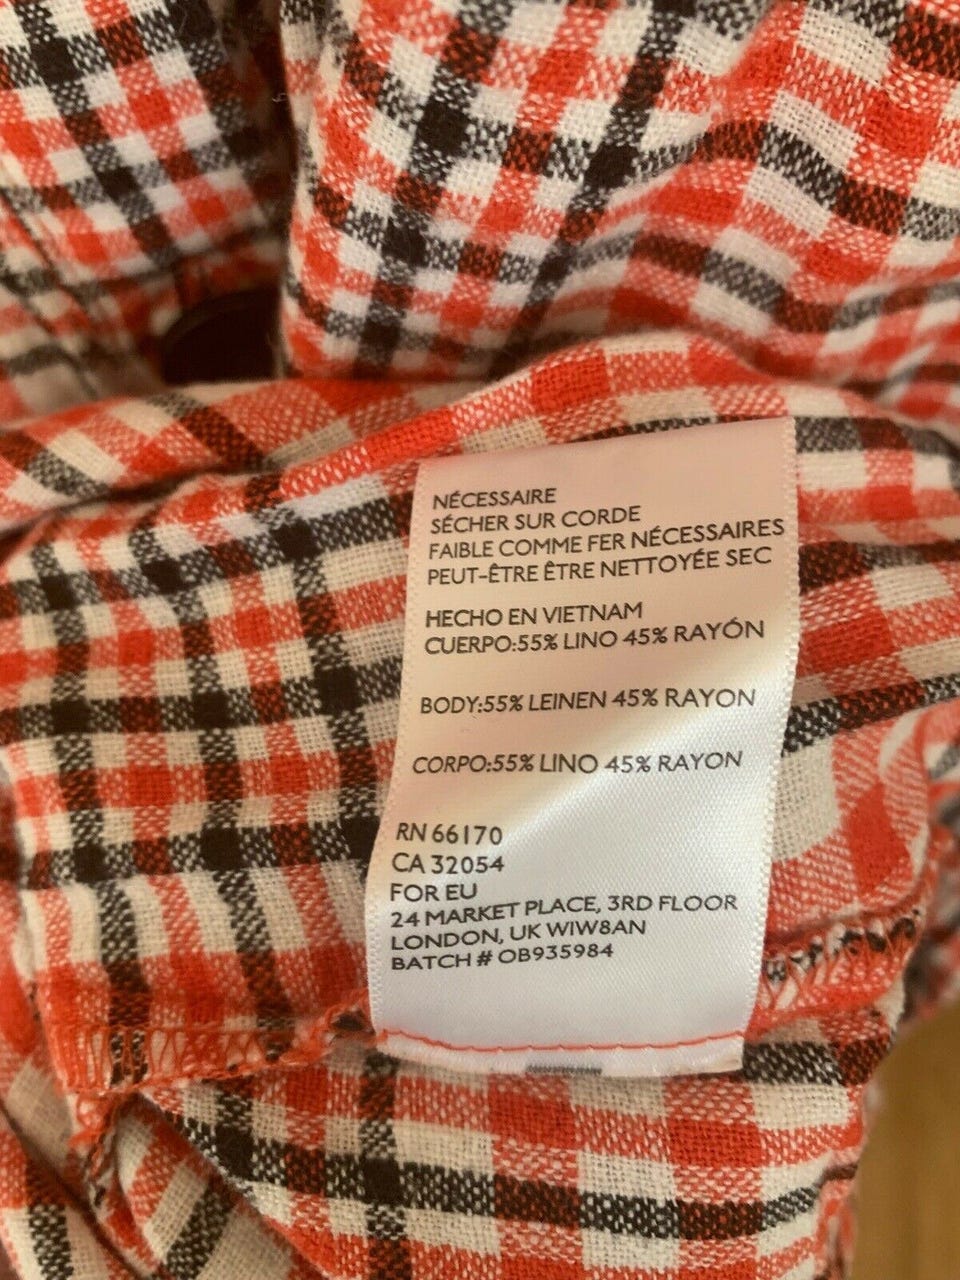 NÉCESSAIRE
SÉCHER SUR CORDE
FAIBLE COMME FER NÉCESSAIRES
PEUT-ÊTRE ÊTRE NETTOYÉE SEC
HECHO EN VIETNAM
CUERPO:55% LINO 45% RAYÓN
BODY:55% LEINEN 45% RAYON
CORPO:55% LINO 45% RAYON
RN 66170
CA 32054
FOR EU
24 MARKET PLACE, 3RD FLOOR
LONDON, UK WIW8AN
BATCH # OB935984